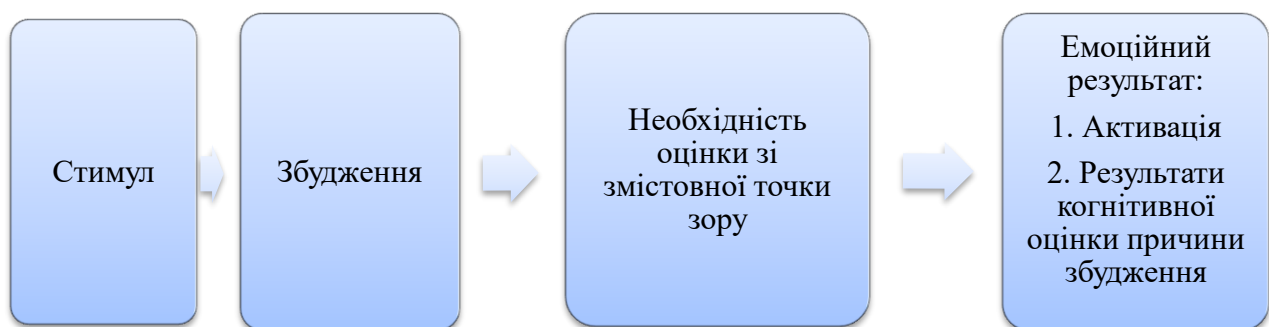 Стимул
Збудження
Необхідність
оцінки зі
змістовної точки
зору
Емоційний
результат:
1. Активація
2. Результати
когнітивної
оцінки причини
збудження